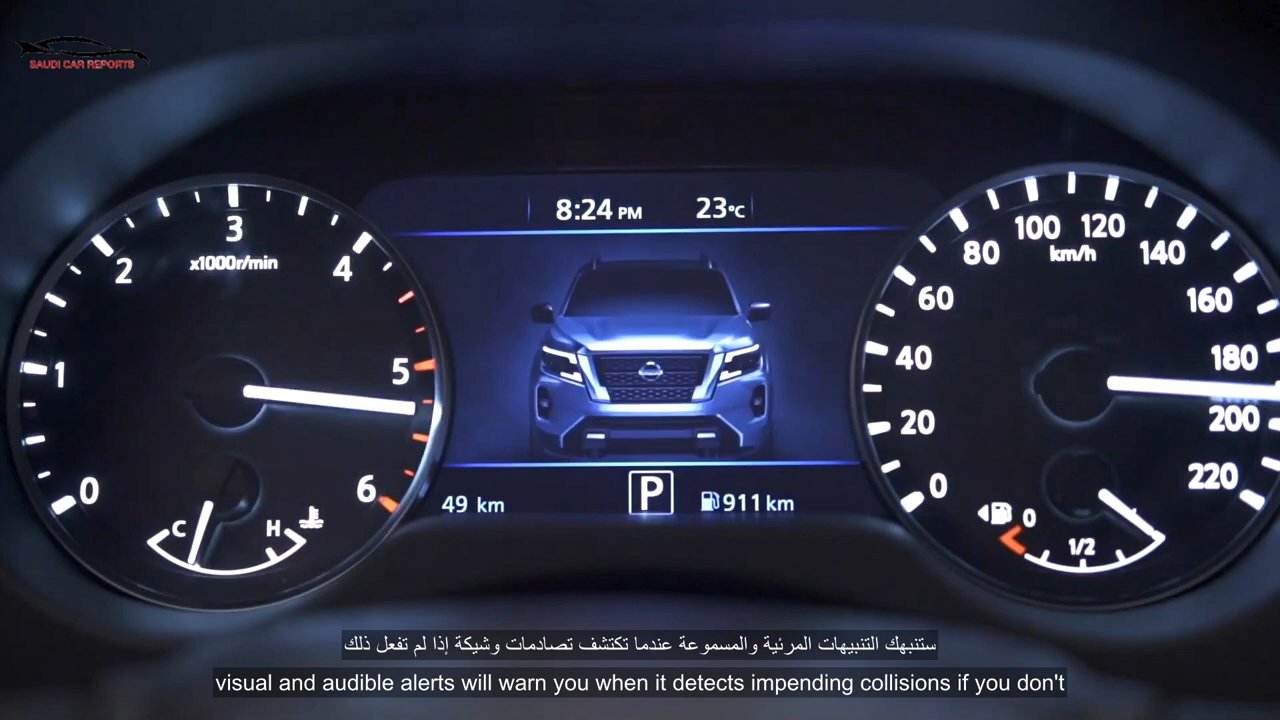 SAUDI CAR REPORTS
8:24 PM 23°C
3
x1000r/min
2
4
1
5
0
6
C
H
100
120
km/h
80
140
60
160
40
180
20
200
0
220
0
1/2
49 km
P
911 km
ستنبهك التنبيهات المرئية والمسموعة عندما تكتشف تصادمات وشيكة إذا لم تفعل ذلك
visual and audible alerts will warn you when it detects impending collisions if you don't